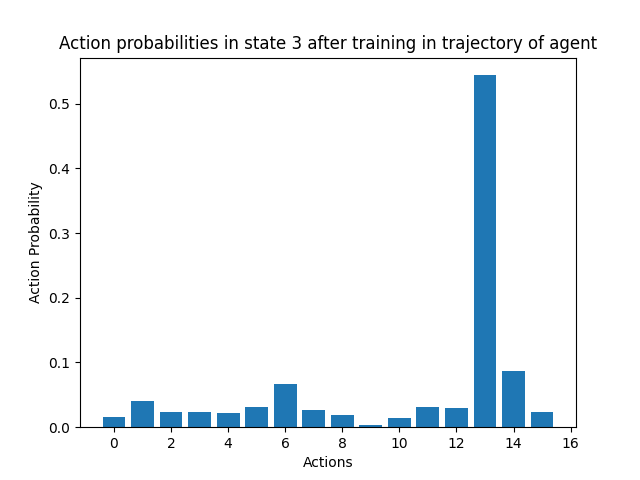 Action probabilities in state 3 after training in trajectory of agent
0.5
0.4
0.3
0.2
0.1
0.0
Action Probability
0 2 4 6 8 10 12 14 16
Actions